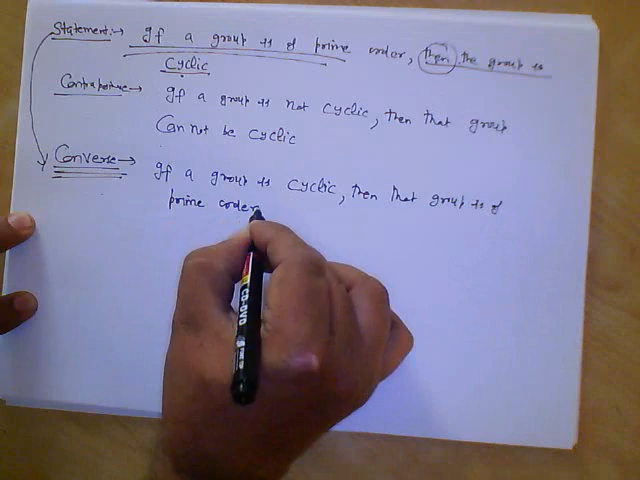 Statement:→ If a group is of prime order, then the group is
Cyclic
Contrapositive→ If a group is not cyclic, then that group
Can not be cyclic
Converse→ If a group is cyclic, then that group is of
prime order
CD-DVD